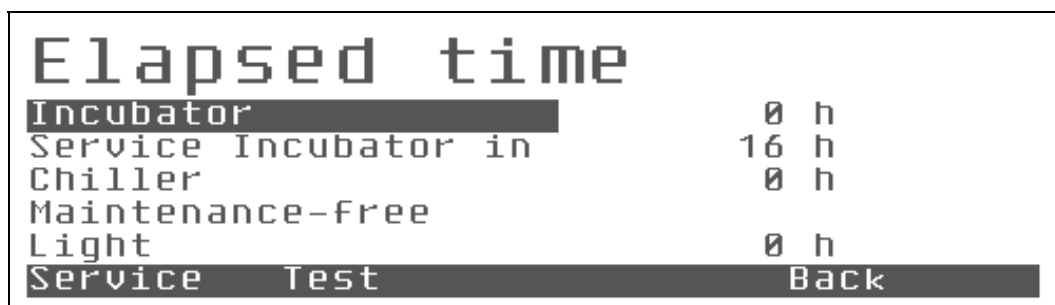 Elapsed time
Incubator 0 h
Service Incubator in 16 h
Chiller 0 h
Maintenance-free
Light 0 h
Service Test Back